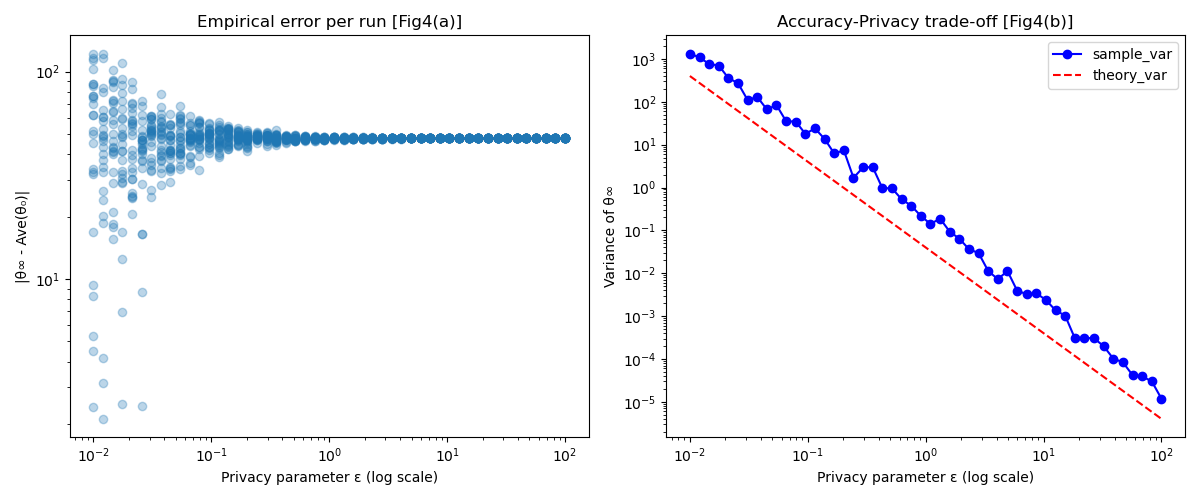 Empirical error per run [Fig4(a)]
|θ∞ - Ave(θ₀)|
10²
10¹
10⁻² 10⁻¹ 10⁰ 10¹ 10²
Privacy parameter ε (log scale)
Accuracy-Privacy trade-off [Fig4(b)]
Variance of θ∞
sample_var
theory_var
10³
10²
10¹
10⁰
10⁻¹
10⁻²
10⁻³
10⁻⁴
10⁻⁵
10⁻² 10⁻¹ 10⁰ 10¹ 10²
Privacy parameter ε (log scale)